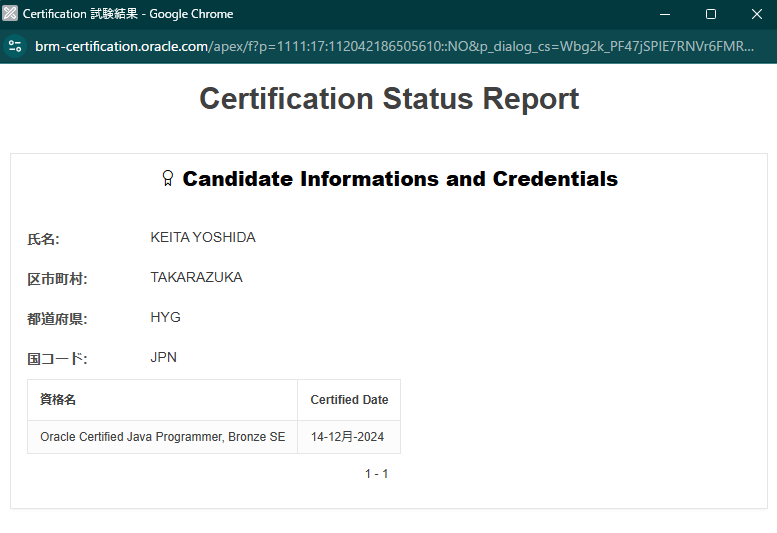 Certification 試験結果 - Google Chrome
brm-certification.oracle.com/apex/f?p=1111:17:112042186505610::NO&p_dialog_cs=Wbg2k_PF47jSPIE7RNVr6FMR...
Certification Status Report
Candidate Informations and Credentials
氏名: KEITA YOSHIDA
区市町村: TAKARAZUKA
都道府県: HYG
国コード: JPN
資格名 Certified Date
Oracle Certified Java Programmer, Bronze SE 14-12月-2024
1 - 1